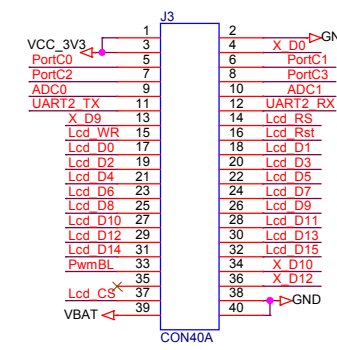 J3
1 2 GN
VCC_3V3 3 4 X_D0
PortC0 5 6 PortC1
PortC2 7 8 PortC3
ADC0 9 10 ADC1
UART2_TX 11 12 UART2_RX
X_D9 13 14 Lcd_RS
Lcd_WR 15 16 Lcd_Rst
Lcd_D0 17 18 Lcd_D1
Lcd_D2 19 20 Lcd_D3
Lcd_D4 21 22 Lcd_D5
Lcd_D6 23 24 Lcd_D7
Lcd_D8 25 26 Lcd_D9
Lcd_D10 27 28 Lcd_D11
Lcd_D12 29 30 Lcd_D13
Lcd_D14 31 32 Lcd_D15
PwmBL 33 34 X_D10
35 36 X_D12
Lcd_CS 37 38 GND
VBAT 39 40
CON40A